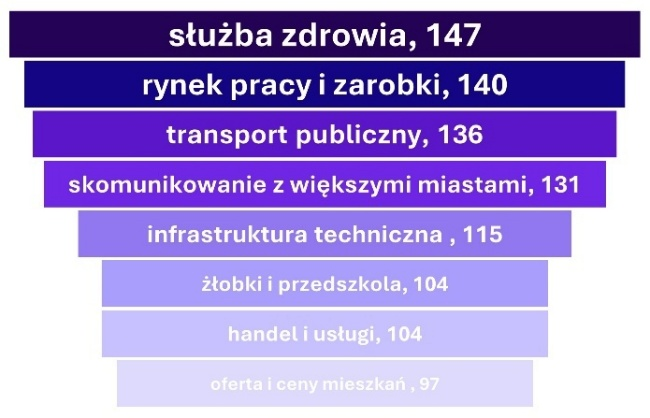 służba zdrowia, 147
rynek pracy i zarobki, 140
transport publiczny, 136
skomunikowanie z większymi miastami, 131
infrastruktura techniczna , 115
żłobki i przedszkola, 104
handel i usługi, 104
oferta i ceny mieszkań , 97